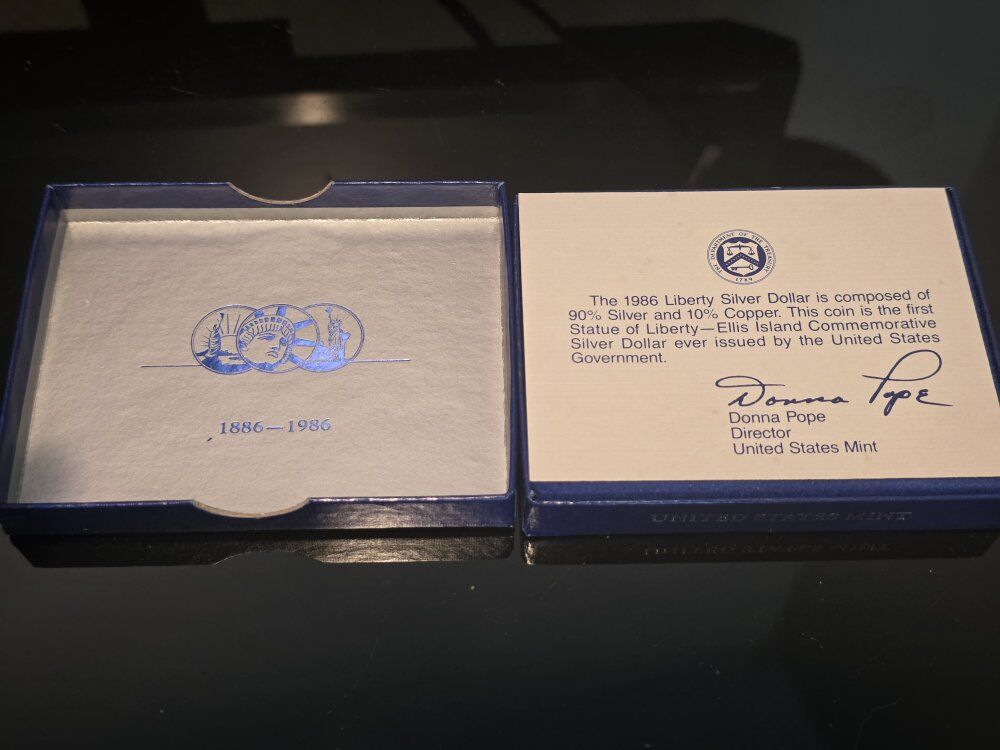 1886—1986
THE DEPARTMENT OF THE TREASURY
1789
The 1986 Liberty Silver Dollar is composed of
90% Silver and 10% Copper. This coin is the first
Statue of Liberty—Ellis Island Commemorative
Silver Dollar ever issued by the United States
Government.
Donna Pope
Donna Pope
Director
United States Mint
UNITED STATES MINT